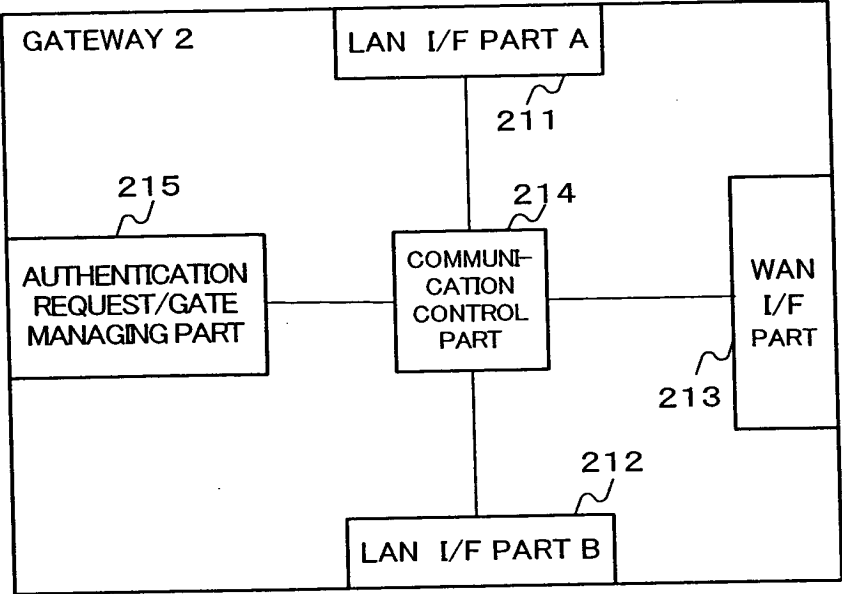 GATEWAY 2
LAN I/F PART A
211
215
AUTHENTICATION
REQUEST/GATE
MANAGING PART
214
COMMUNI-
CATION
CONTROL
PART
WAN
I/F
PART
213
212
LAN I/F PART B